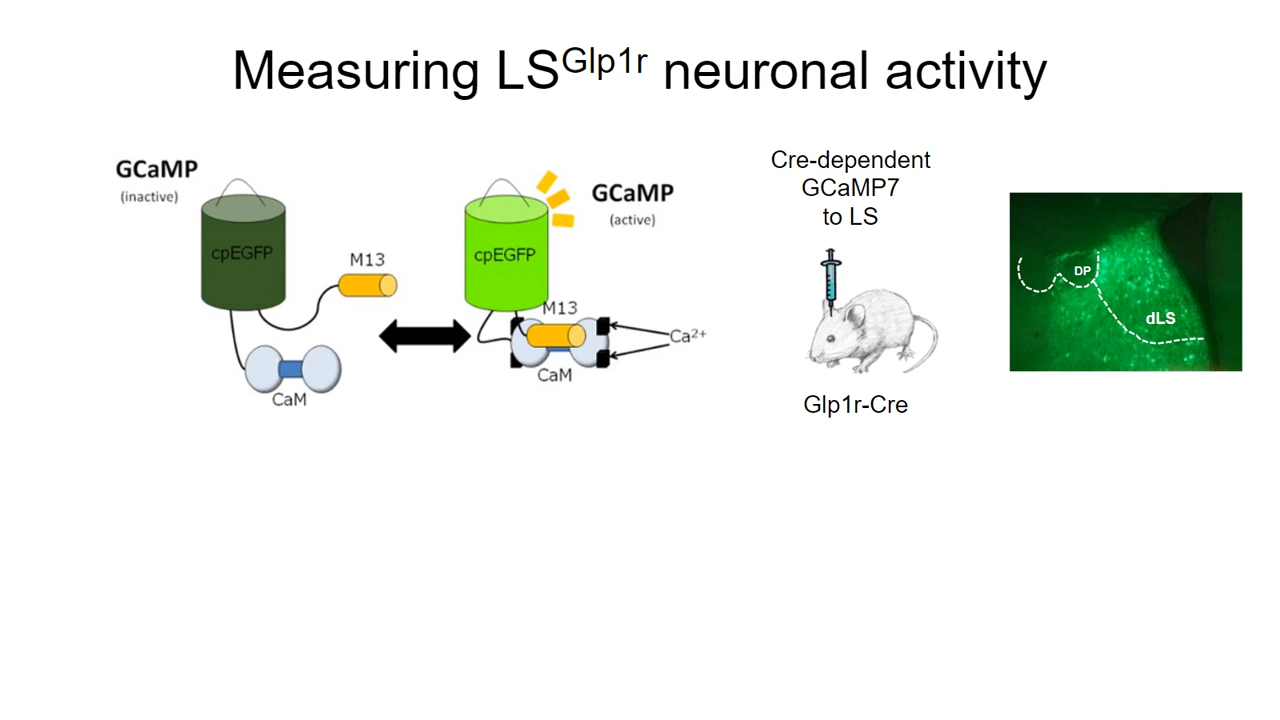 Measuring LSGlp1r neuronal activity
GCaMP
(inactive)
cpEGFP
M13
CaM
GCaMP
(active)
cpEGFP
M13
Ca²⁺
CaM
Cre-dependent
GCaMP7
to LS
Glp1r-Cre
DP
dLS